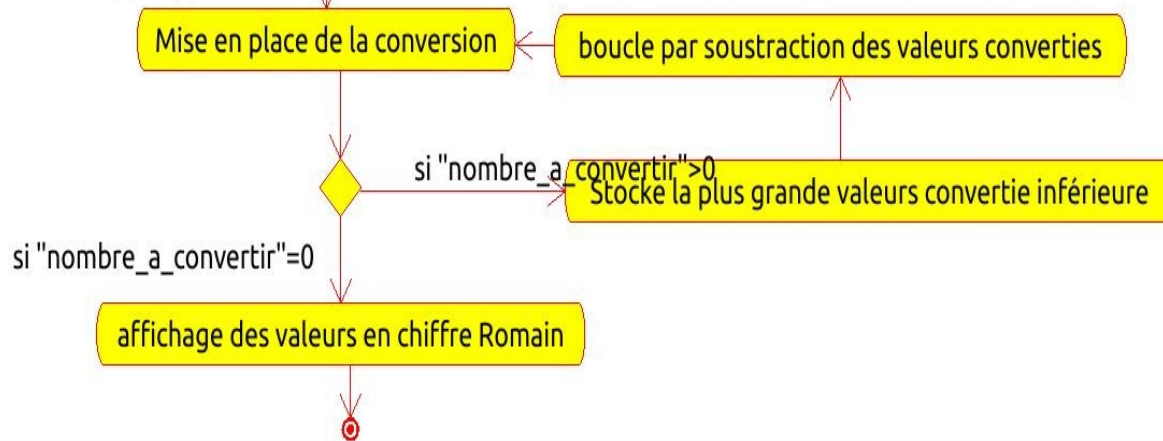 Mise en place de la conversion
boucle par soustraction des valeurs converties
si "nombre_a_convertir">0
Stocke la plus grande valeurs convertie inférieure
si "nombre_a_convertir"=0
affichage des valeurs en chiffre Romain